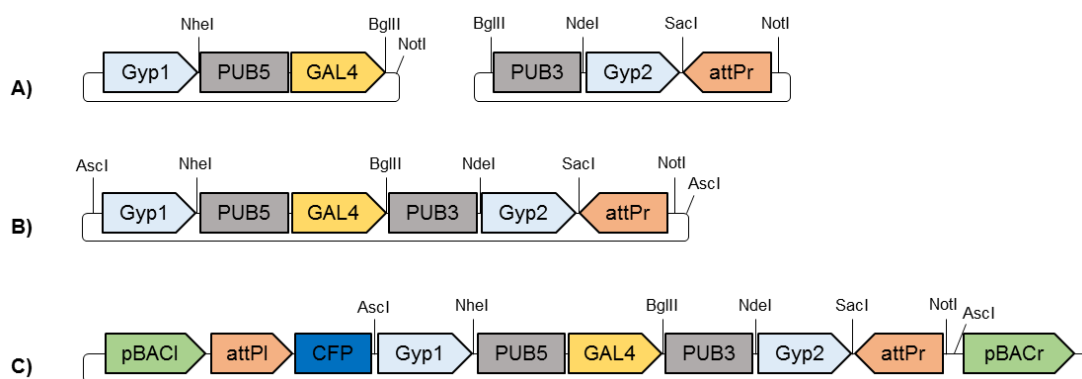 NheI BglII NotI BglII NdeI SacI NotI
A) Gyp1 PUB5 GAL4 PUB3 Gyp2 attPr
AscI NheI BglII NdeI SacI NotI AscI
B) Gyp1 PUB5 GAL4 PUB3 Gyp2 attPr
AscI NheI BglII NdeI SacI NotI AscI
C) pBACl attPl CFP Gyp1 PUB5 GAL4 PUB3 Gyp2 attPr pBACr